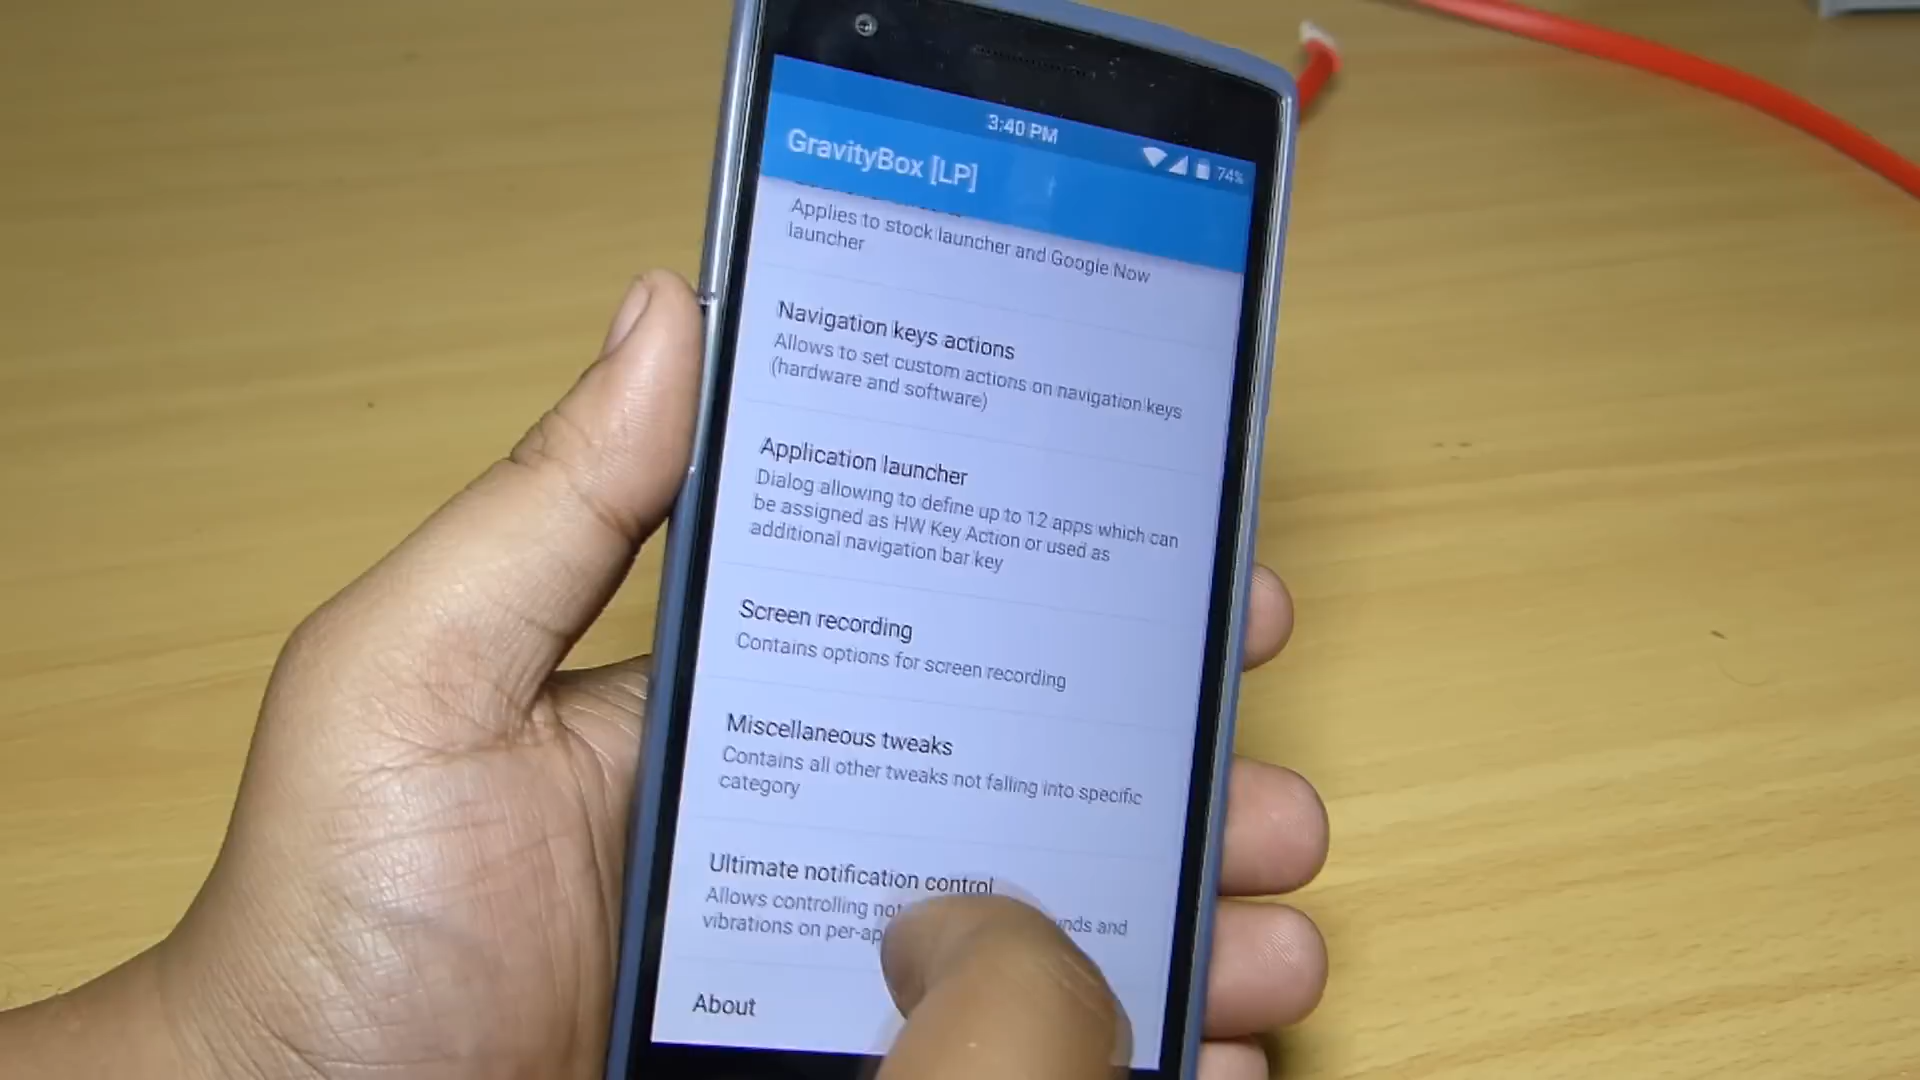 3:40 PM
74%
GravityBox [LP]
Applies to stock launcher and Google Now
launcher
Navigation keys actions
Allows to set custom actions on navigation keys
(hardware and software)
Application launcher
Dialog allowing to define up to 12 apps which can
be assigned as HW Key Action or used as
additional navigation bar key
Screen recording
Contains options for screen recording
Miscellaneous tweaks
Contains all other tweaks not falling into specific
category
Ultimate notification control
Allows controlling and
vibrations on
About